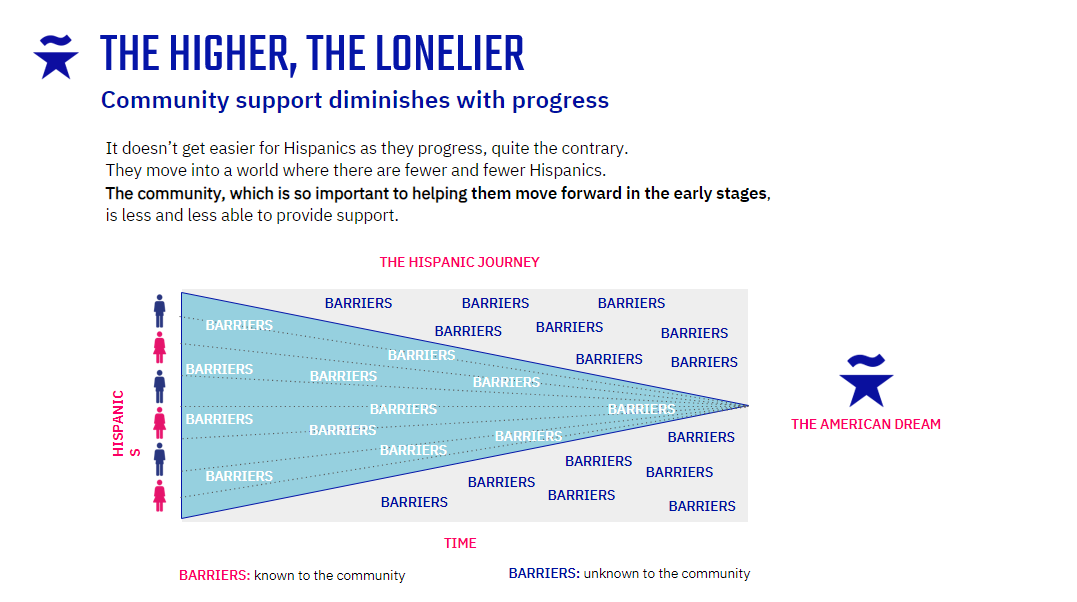 THE HIGHER, THE LONELIER
Community support diminishes with progress
It doesn’t get easier for Hispanics as they progress, quite the contrary.
They move into a world where there are fewer and fewer Hispanics.
The community, which is so important to helping them move forward in the early stages,
is less and less able to provide support.
THE HISPANIC JOURNEY
BARRIERS BARRIERS BARRIERS
BARRIERS BARRIERS BARRIERS BARRIERS
BARRIERS BARRIERS BARRIERS
BARRIERS BARRIERS BARRIERS
BARRIERS BARRIERS
BARRIERS BARRIERS BARRIERS BARRIERS
BARRIERS BARRIERS
BARRIERS BARRIERS BARRIERS
BARRIERS BARRIERS BARRIERS
HISPANIC
S
THE AMERICAN DREAM
TIME
BARRIERS: known to the community
BARRIERS: unknown to the community